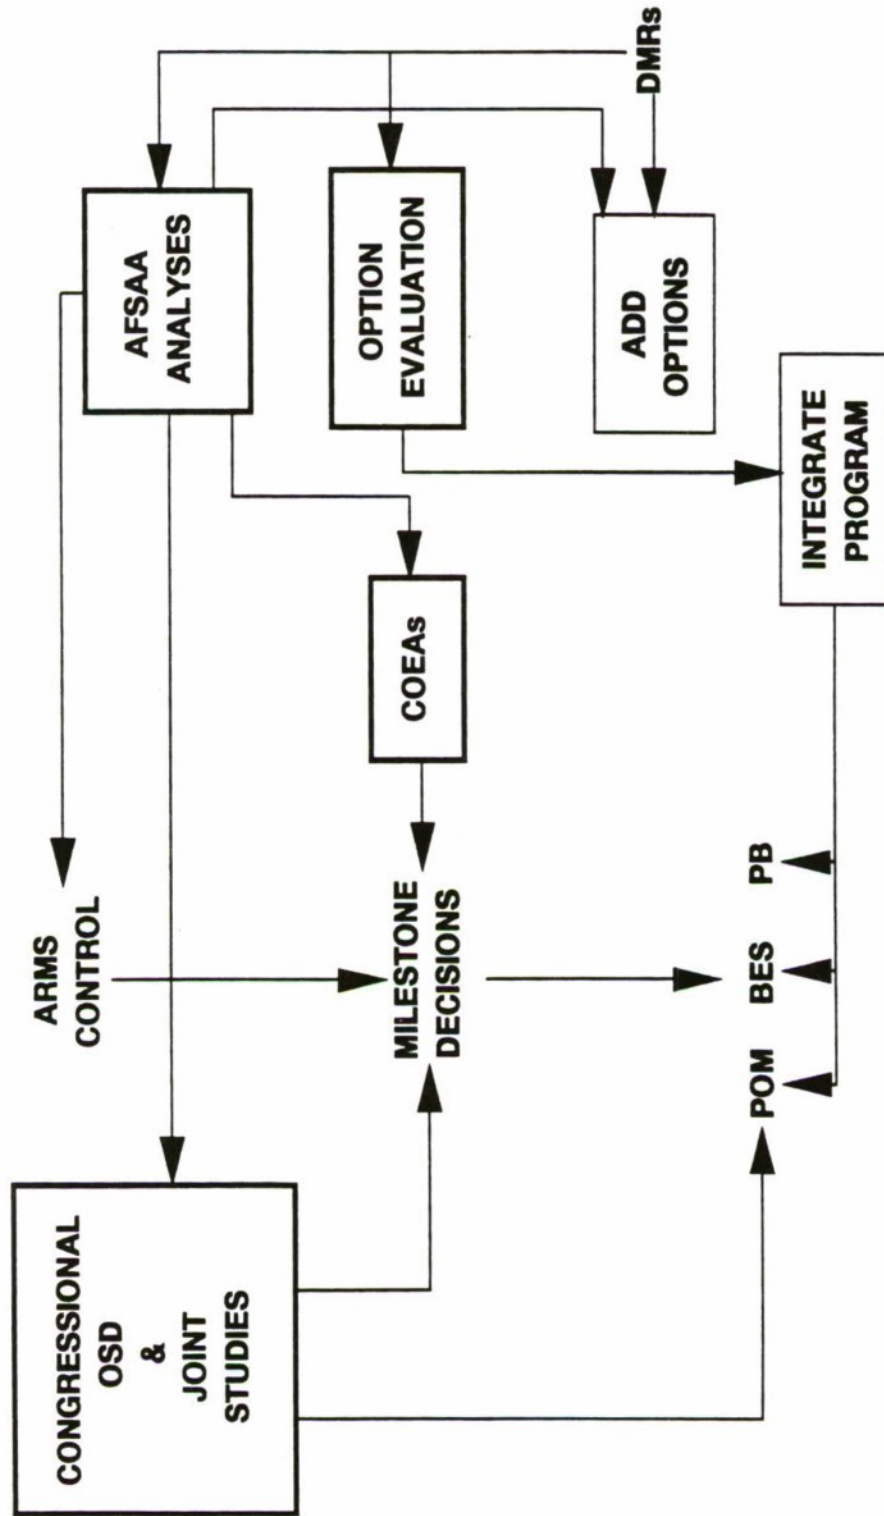 CONGRESSIONAL
OSD
&
JOINT
STUDIES
ARMS
CONTROL
AFSAA
ANALYSES
MILESTONE
DECISIONS
COEAs
OPTION
EVALUATION
ADD
OPTIONS
DMRs
POM BES PB
INTEGRATE
PROGRAM